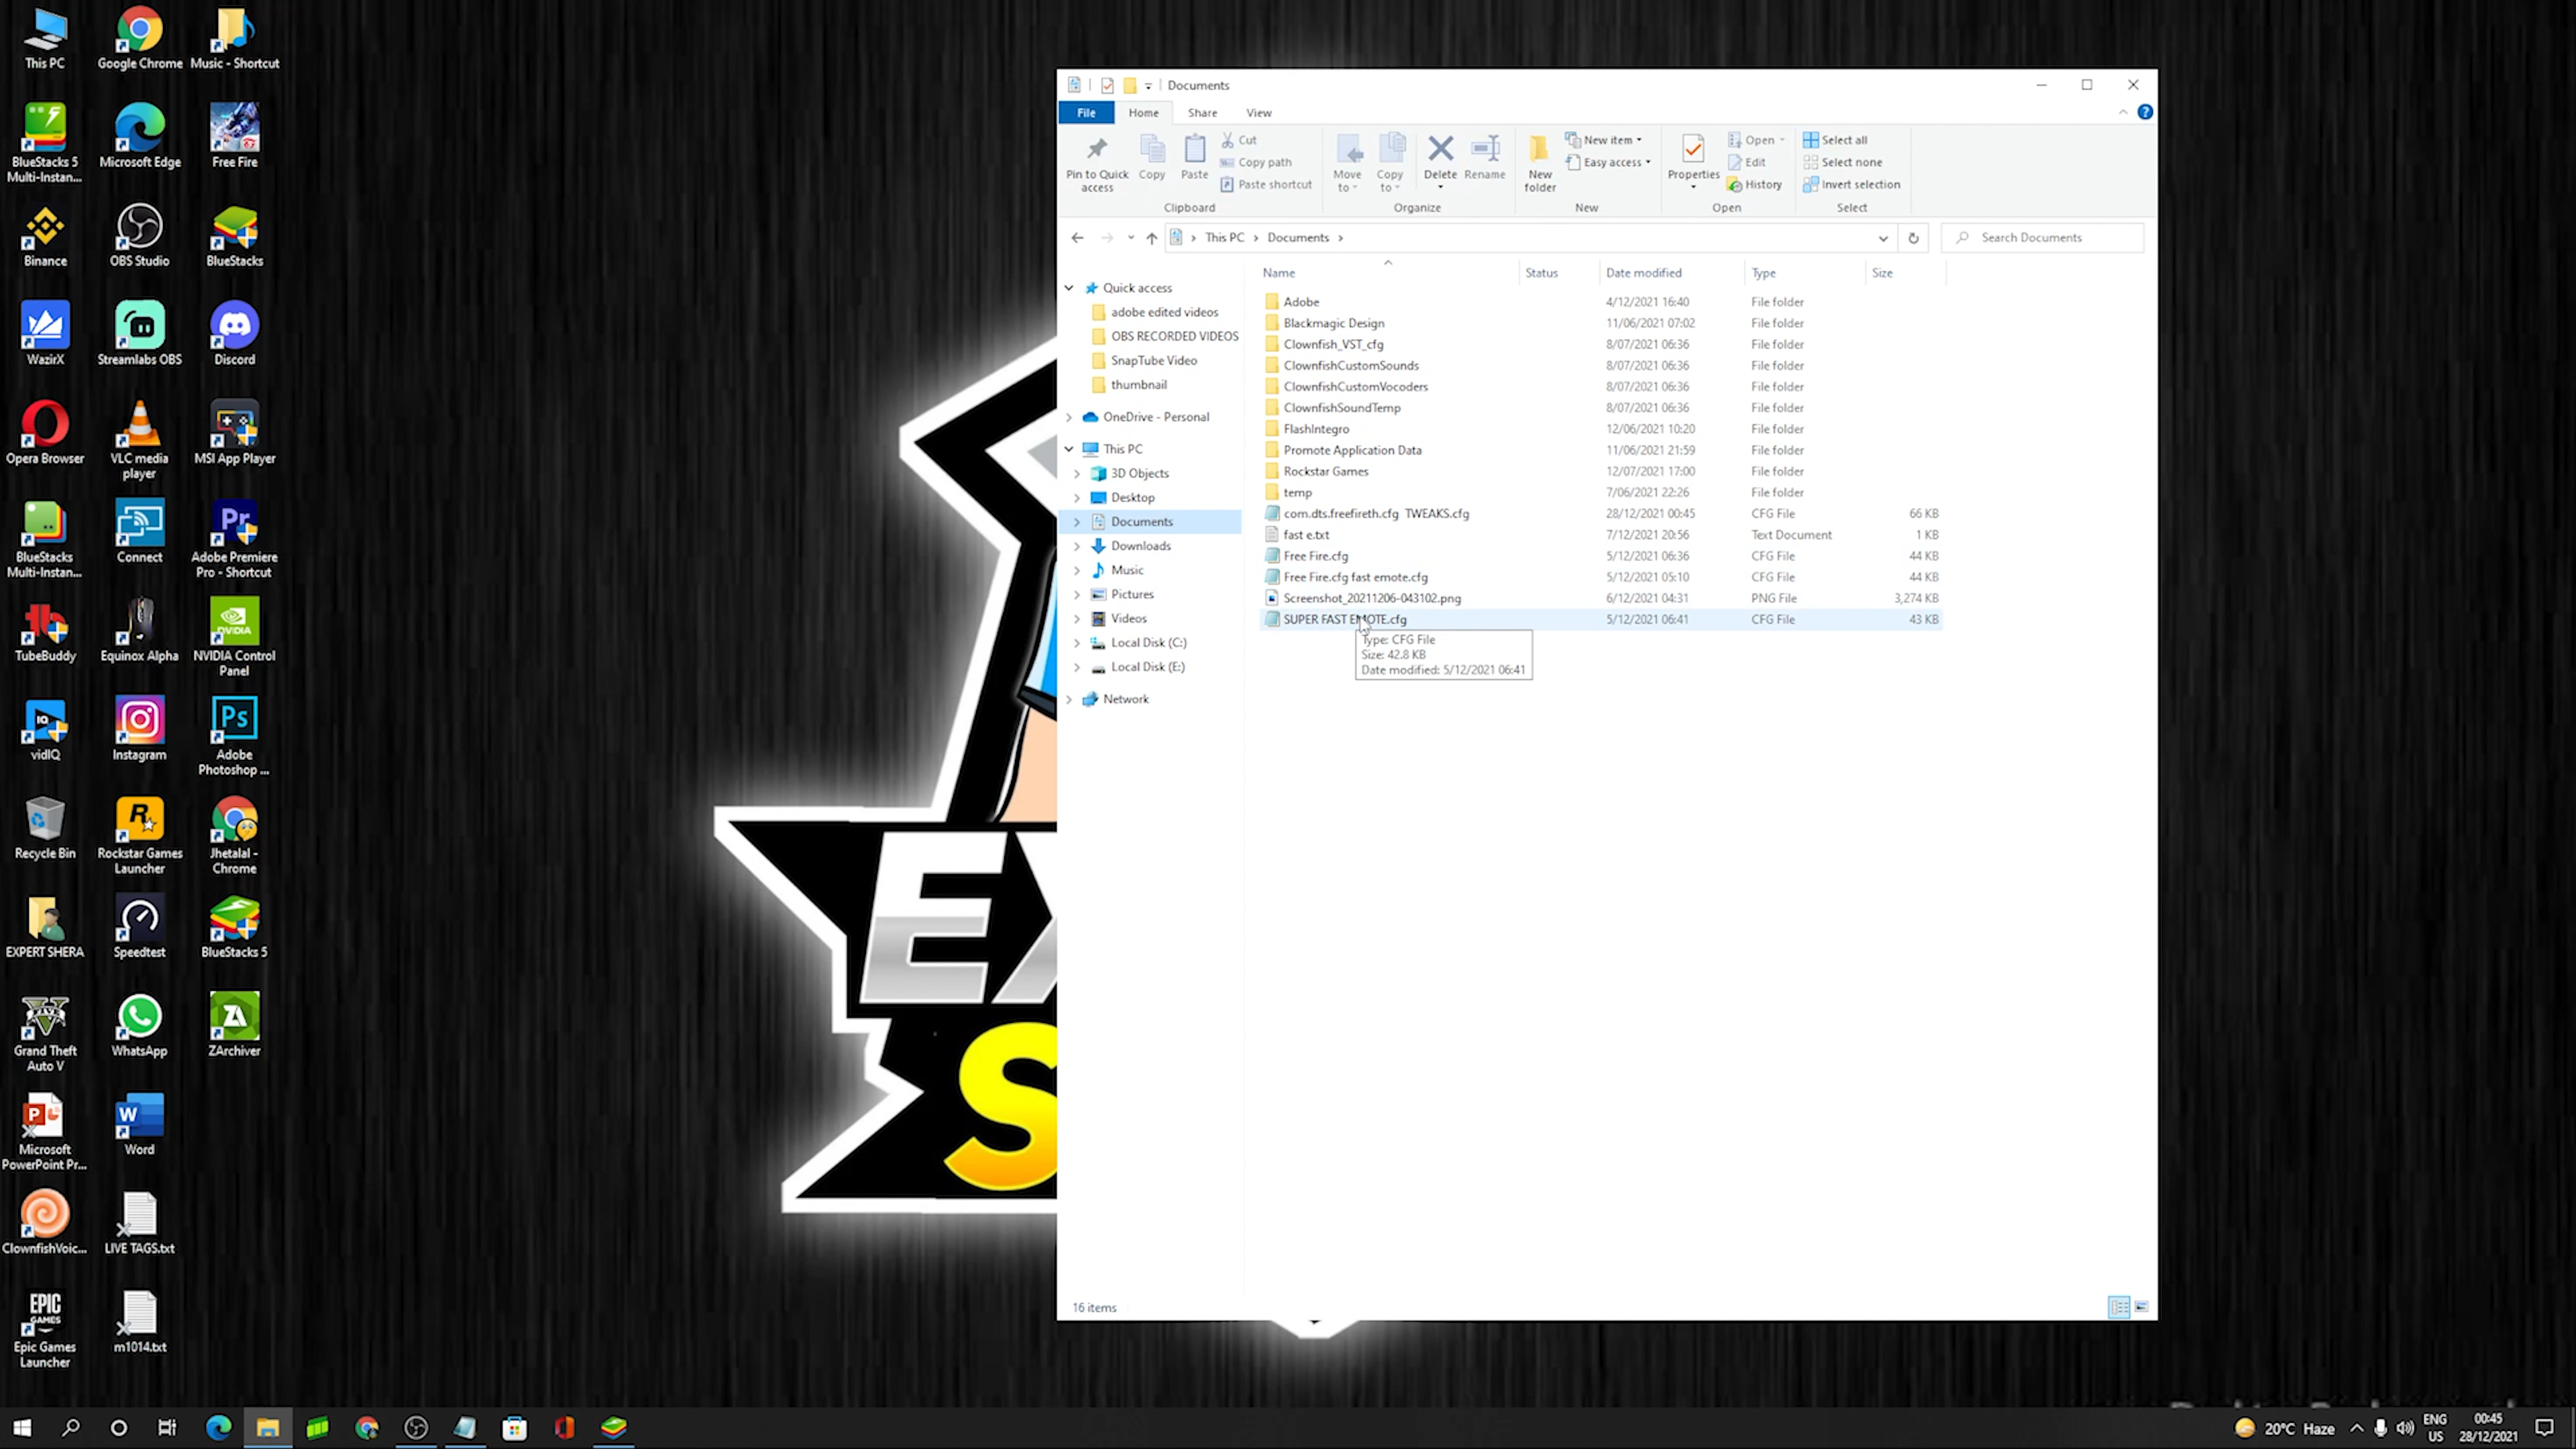 This PC
Google Chrome
Music - Shortcut
BlueStacks 5
Multi-Instan...
Microsoft Edge
Free Fire
Binance
OBS Studio
BlueStacks
WazirX
Streamlabs OBS
Discord
Opera Browser
VLC media
player
MSI App Player
BlueStacks
Multi-Instan...
Connect
Adobe Premiere
Pro - Shortcut
TubeBuddy
Equinox Alpha
NVIDIA Control
Panel
vidIQ
Instagram
Adobe
Photoshop ...
Recycle Bin
Rockstar Games
Launcher
Jhetalal -
Chrome
EXPERT SHERA
Speedtest
BlueStacks 5
Grand Theft
Auto V
WhatsApp
ZArchiver
Microsoft
PowerPoint Pr...
Word
ClownfishVoic...
LIVE TAGS.txt
EPIC
GAMES
Epic Games
Launcher
m1014.txt
Documents
File
Home
Share
View
Pin to Quick
access
Copy
Paste
Cut
Copy path
Paste shortcut
Move
to
Copy
to
Delete
Rename
New
folder
New item
Easy access
Properties
Open
Edit
History
Select all
Select none
Invert selection
Clipboard
Organize
New
Open
Select
This PC
Documents
Search Documents
Quick access
adobe edited videos
OBS RECORDED VIDEOS
SnapTube Video
thumbnail
OneDrive - Personal
This PC
3D Objects
Desktop
Documents
Downloads
Music
Pictures
Videos
Local Disk (C:)
Local Disk (E:)
Network
Name Status Date modified Type Size
Adobe 4/12/2021 16:40 File folder
Blackmagic Design 11/06/2021 07:02 File folder
Clownfish_VST_cfg 8/07/2021 06:36 File folder
ClownfishCustomSounds 8/07/2021 06:36 File folder
ClownfishCustomVocoders 8/07/2021 06:36 File folder
ClownfishSoundTemp 8/07/2021 06:36 File folder
FlashIntegro 12/06/2021 10:20 File folder
Promote Application Data 11/06/2021 21:59 File folder
Rockstar Games 12/07/2021 17:00 File folder
temp 7/06/2021 22:26 File folder
com.dts.freefireth.cfg TWEAKS.cfg 28/12/2021 00:45 CFG File 66 KB
fast e.txt 7/12/2021 20:56 Text Document 1 KB
Free Fire.cfg 5/12/2021 06:36 CFG File 44 KB
Free Fire.cfg fast emote.cfg 5/12/2021 05:10 CFG File 44 KB
Screenshot_20211206-043102.png 6/12/2021 04:31 PNG File 3,274 KB
SUPER FAST EMOTE.cfg 5/12/2021 06:41 CFG File 43 KB
Type: CFG File
Size: 42.8 KB
Date modified: 5/12/2021 06:41
16 items
EX
S
20°C Haze
ENG
US
00:45
28/12/2021